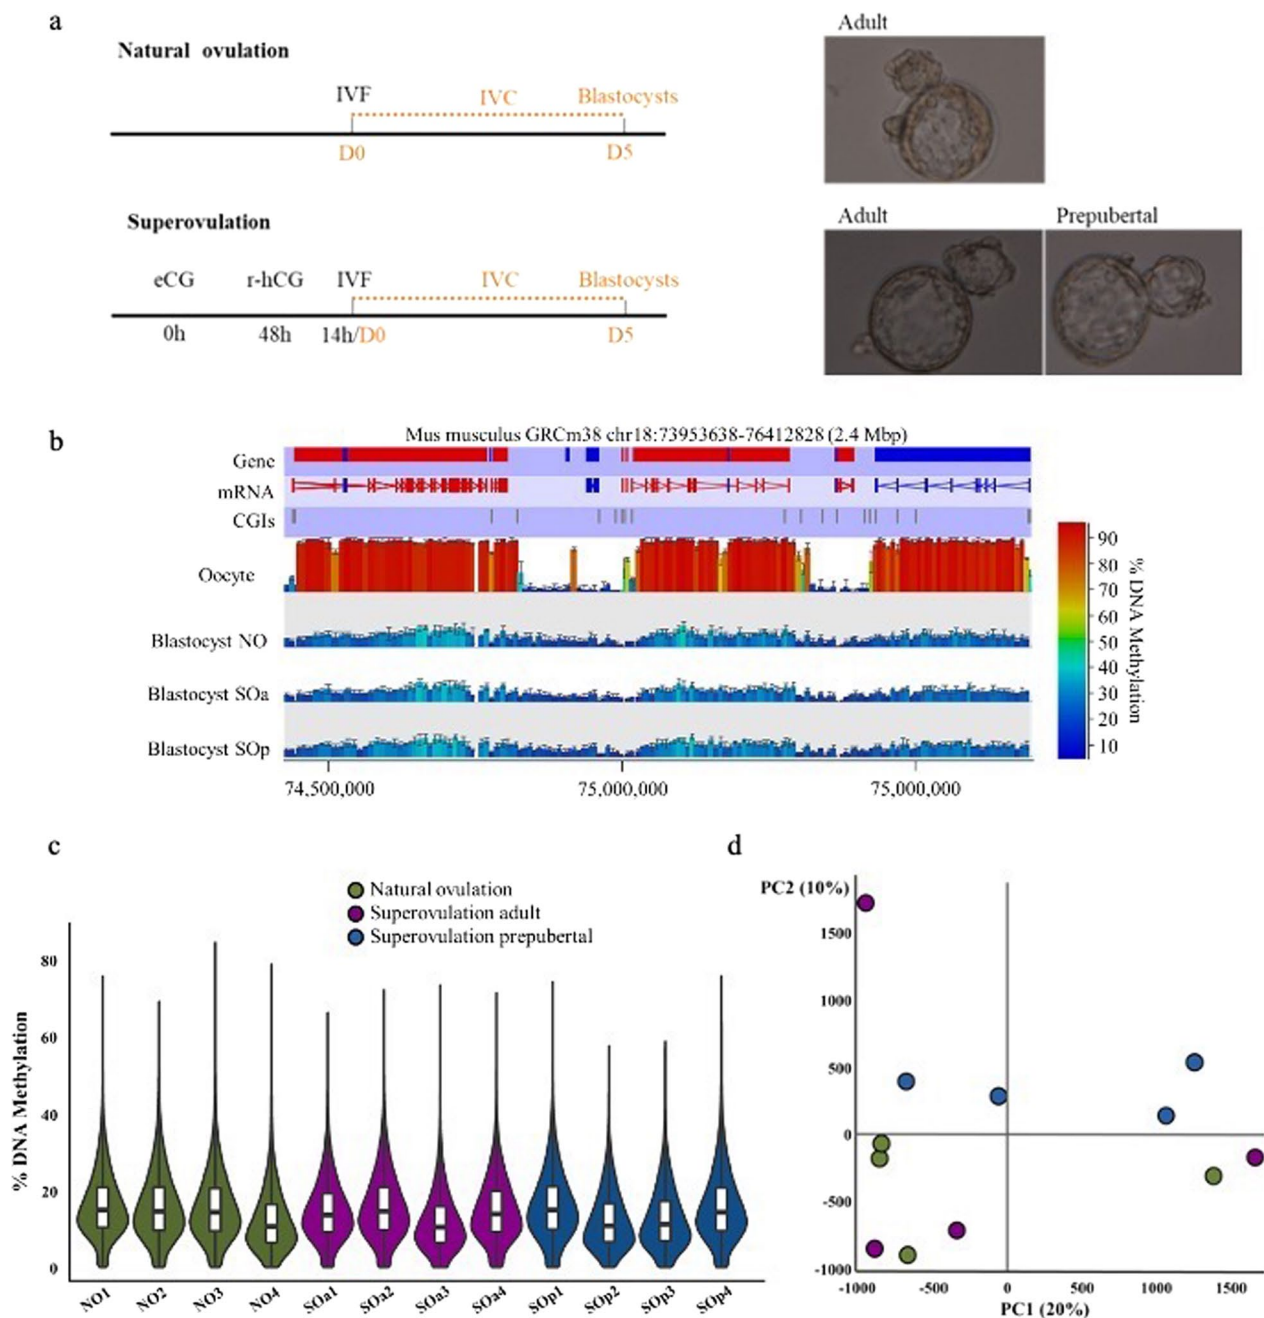 a
Natural ovulation
IVF
IVC
Blastocysts
D0
D5
Adult
Superovulation
eCG
r-hCG
IVF
IVC
Blastocysts
0h
48h
14h/D0
D5
Adult
Prepubertal
b
Mus musculus GRCm38 chr18:73953638-76412828 (2.4 Mbp)
Gene
mRNA
CGIs
Oocyte
Blastocyst NO
Blastocyst SOa
Blastocyst SOp
74,500,000
75,000,000
75,000,000
90
80
70
60
50
40
30
20
10
% DNA Methylation
c
Natural ovulation
Superovulation adult
Superovulation prepubertal
% DNA Methylation
80
60
40
20
0
NO1
NO2
NO3
NO4
SOa1
SOa2
SOa3
SOa4
SOp1
SOp2
SOp3
SOp4
d
PC2 (10%)
1500
1000
500
0
-500
-1000
-1000
-500
0
500
1000
1500
PC1 (20%)